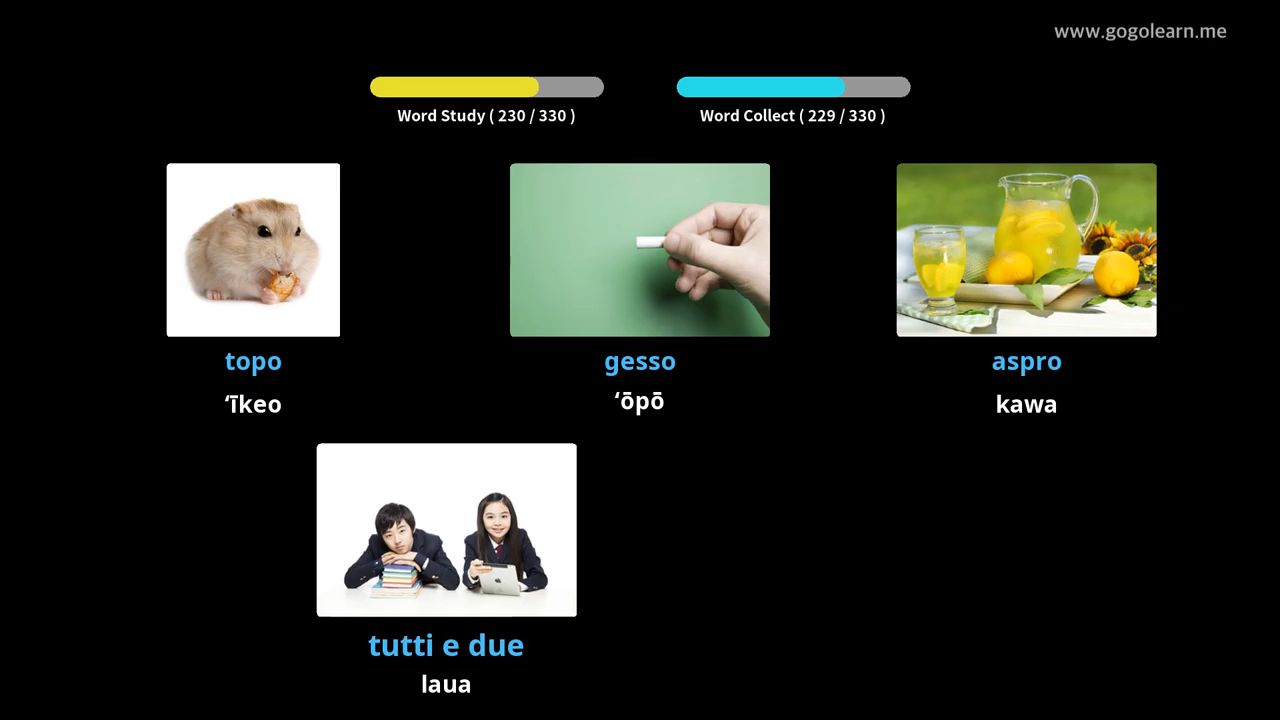 www.gogolearn.me
Word Study ( 230 / 330 )
Word Collect ( 229 / 330 )
topo
gesso
aspro
ʻīkeo
ʻōpō
kawa
tutti e due
laua